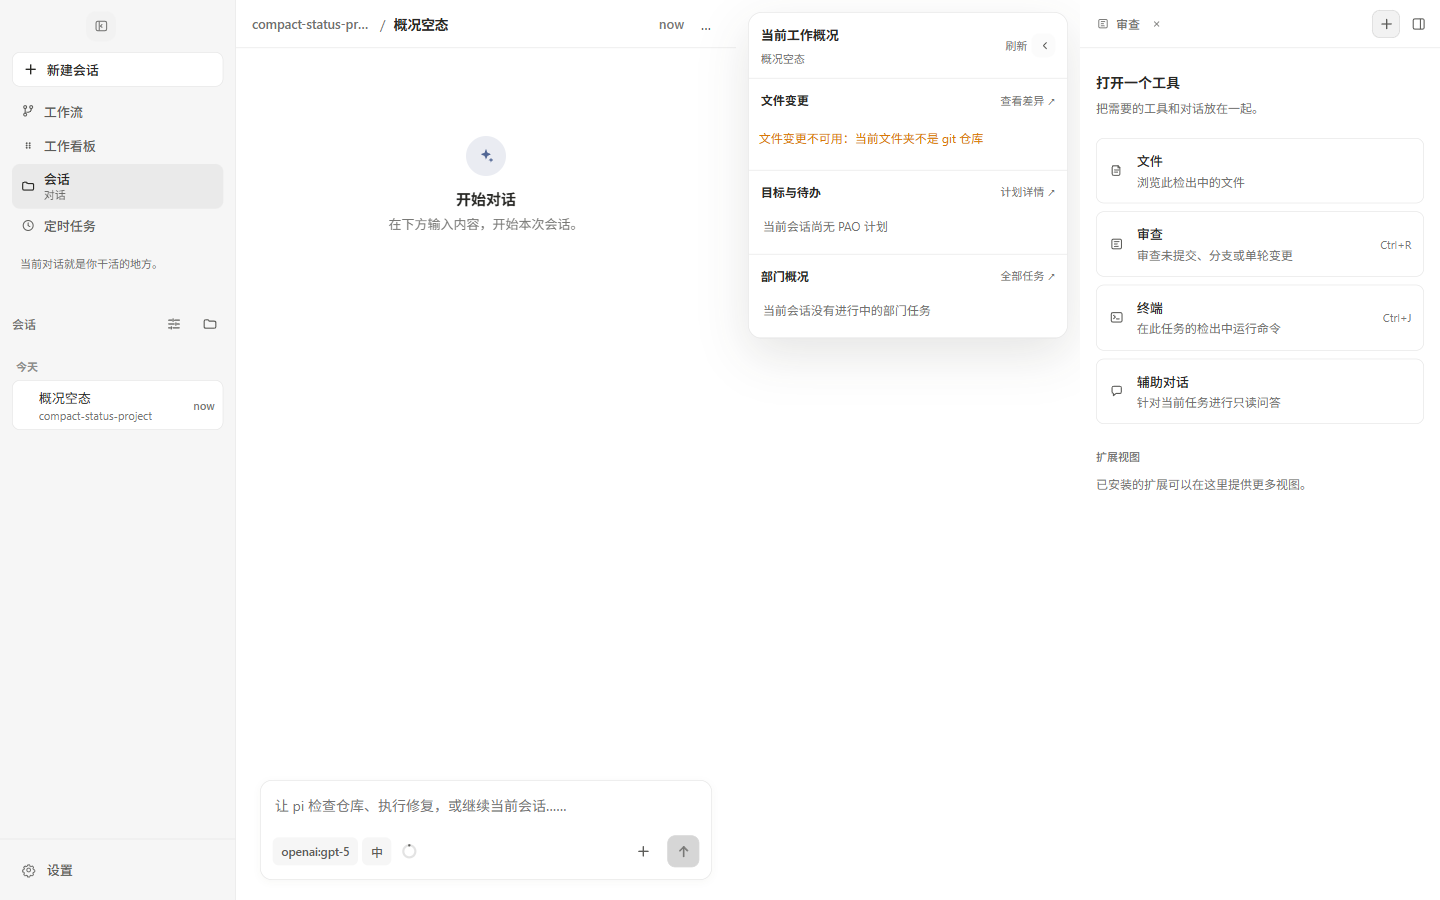 新建会话
工作流
工作看板
会话
对话
定时任务
当前对话就是你干活的地方。
会话
今天
概况空态
compact-status-project
now
设置
compact-status-pr... / 概况空态
now
...
开始对话
在下方输入内容，开始本次会话。
让 pi 检查仓库、执行修复，或继续当前会话......
openai:gpt-5
中
当前工作概况
概况空态
刷新
文件变更
查看差异 ↗
文件变更不可用：当前文件夹不是 git 仓库
目标与待办
计划详情 ↗
当前会话尚无 PAO 计划
部门概况
全部任务 ↗
当前会话没有进行中的部门任务
审查 ×
打开一个工具
把需要的工具和对话放在一起。
文件
浏览此检出中的文件
审查
审查未提交、分支或单轮变更
Ctrl+R
终端
在此任务的检出中运行命令
Ctrl+J
辅助对话
针对当前任务进行只读问答
扩展视图
已安装的扩展可以在这里提供更多视图。